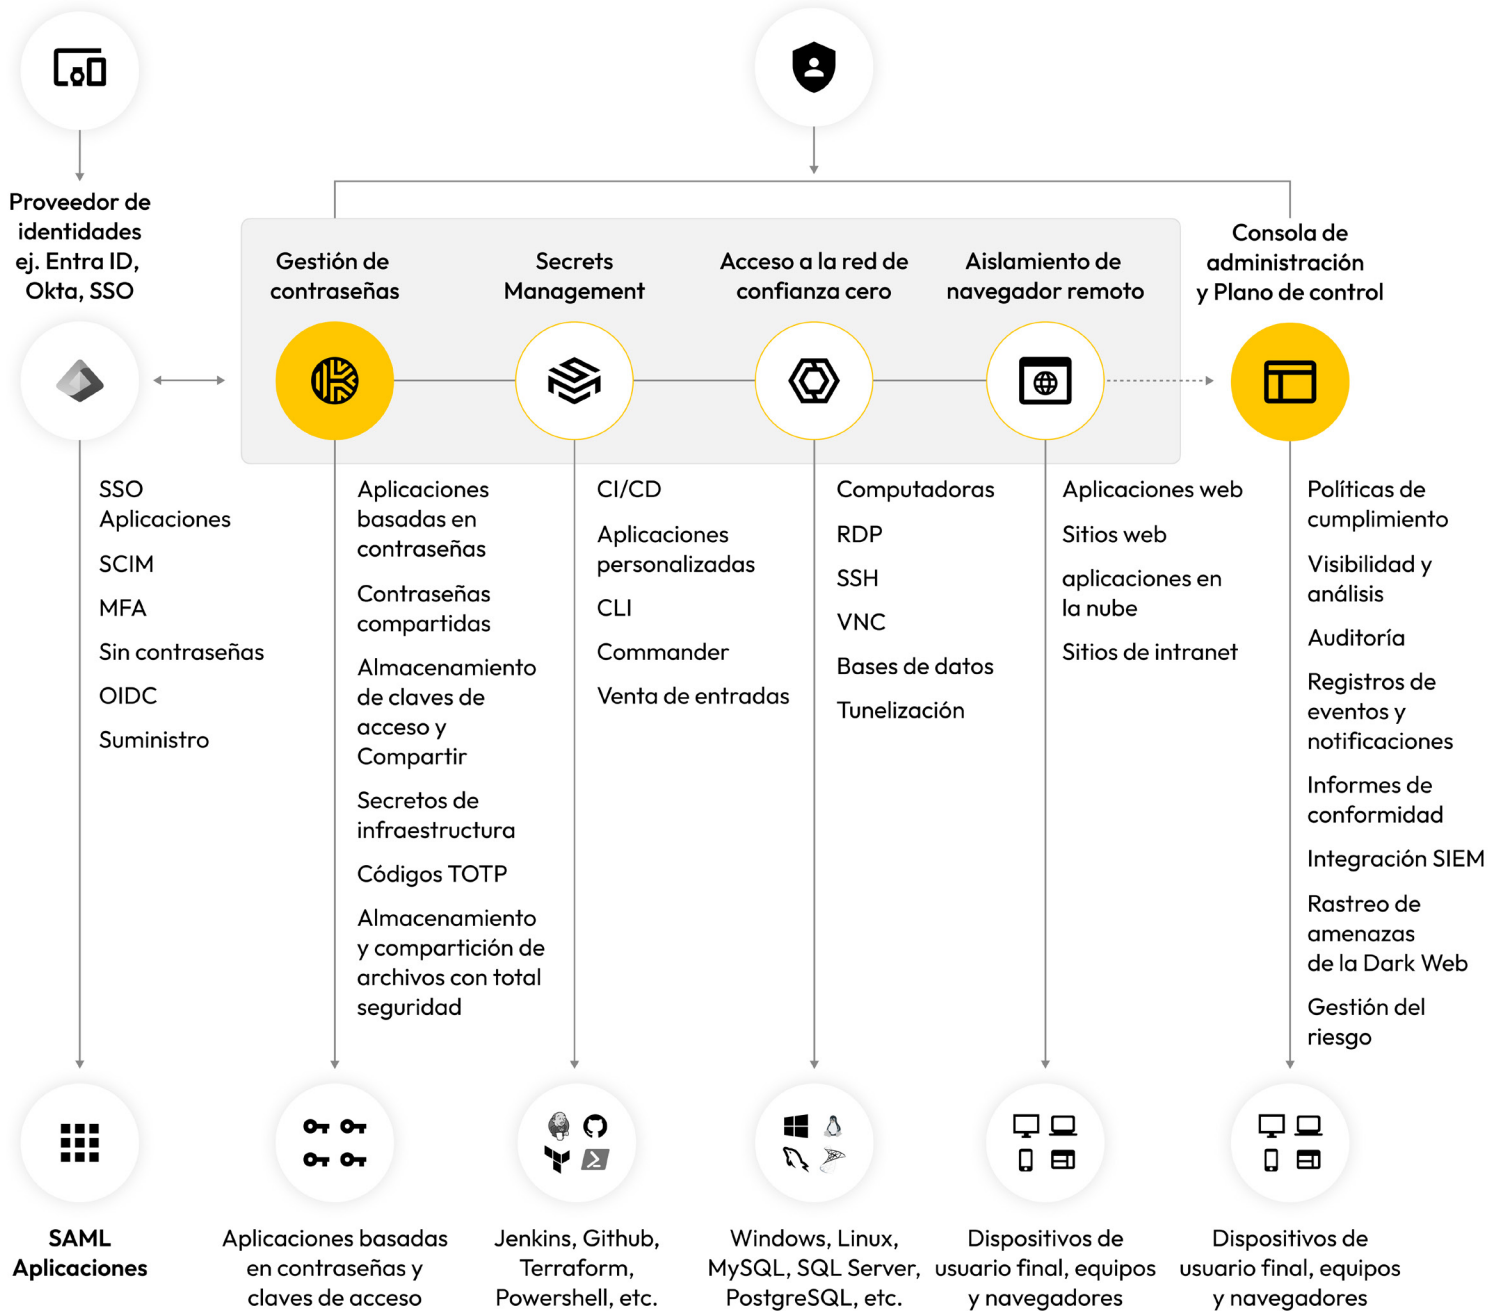 Proveedor de
identidades
ej. Entra ID,
Okta, SSO
Gestión de
contraseñas
Secrets
Management
Acceso a la red de
confianza cero
Aislamiento de
navegador remoto
Consola de
administración
y Plano de control
SSO
Aplicaciones
SCIM
MFA
Sin contraseñas
OIDC
Suministro
Aplicaciones
basadas en
contraseñas
Contraseñas
compartidas
Almacenamiento
de claves de
acceso y
Compartir
Secretos de
infraestructura
Códigos TOTP
Almacenamiento
y compartición de
archivos con total
seguridad
CI/CD
Aplicaciones
personalizadas
CLI
Commander
Venta de entradas
Computadoras
RDP
SSH
VNC
Bases de datos
Tunelización
Aplicaciones web
Sitios web
aplicaciones en
la nube
Sitios de intranet
Políticas de
cumplimiento
Visibilidad y
análisis
Auditoría
Registros de
eventos y
notificaciones
Informes de
conformidad
Integración SIEM
Rastreo de
amenazas
de la Dark Web
Gestión del
riesgo
SAML
Aplicaciones
Aplicaciones basadas
en contraseñas y
claves de acceso
Jenkins, Github,
Terraform,
Powershell, etc.
Windows, Linux,
MySQL, SQL Server,
PostgreSQL, etc.
Dispositivos de
usuario final, equipos
y navegadores
Dispositivos de
usuario final, equipos
y navegadores